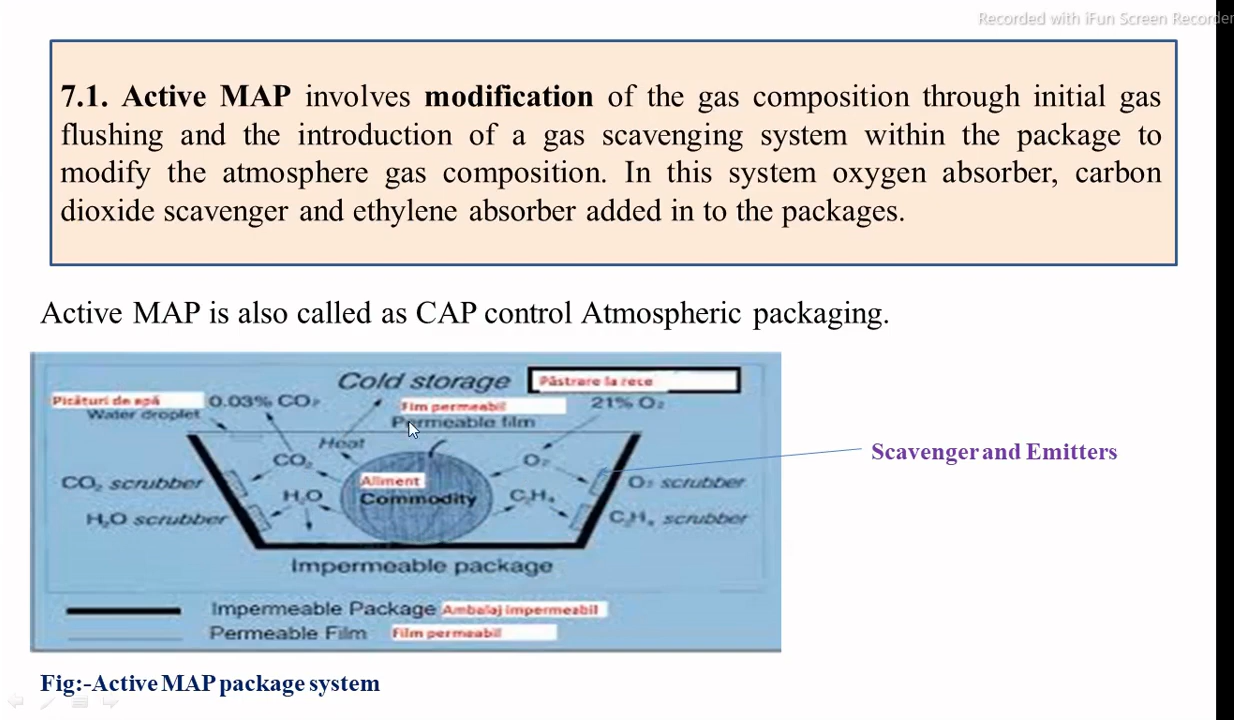 Recorded with iFun Screen Recorder
7.1. Active MAP involves modification of the gas composition through initial gas
flushing and the introduction of a gas scavenging system within the package to
modify the atmosphere gas composition. In this system oxygen absorber, carbon
dioxide scavenger and ethylene absorber added in to the packages.
Active MAP is also called as CAP control Atmospheric packaging.
Cold storage Păstrare la rece
Picături de apă 0.03% CO₂ Fim permeabil 21% O₂
Water droplet Permeable film
Heat
CO₂ O₂
Scavenger and Emitters
CO₂ scrubber Aliment O₂ scrubber
H₂O Commodity C₂H₄
H₂O scrubber C₂H₄ scrubber
Impermeable package
Impermeable Package Ambalaj impermeabil
Permeable Film Film permeabil
Fig:-Active MAP package system